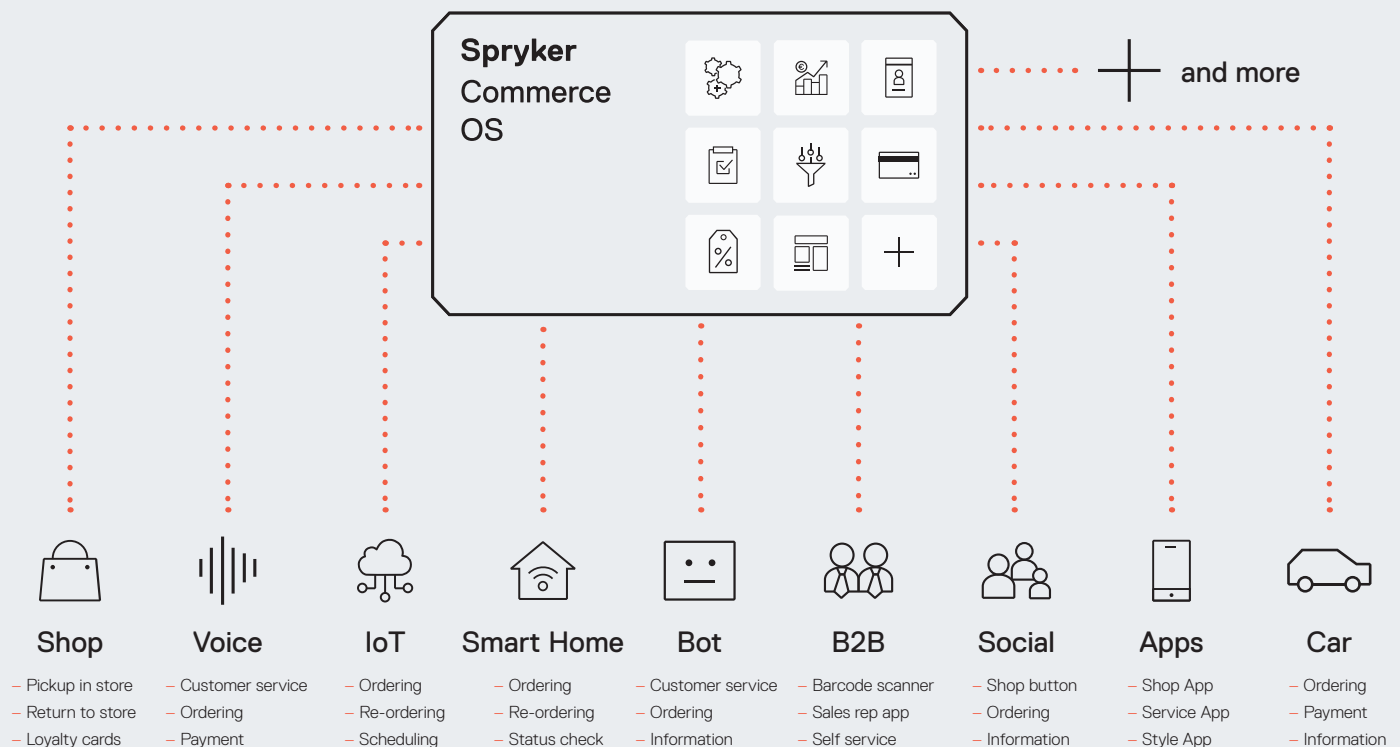 Spryker
Commerce
OS
and more
Shop
– Pickup in store
– Return to store
– Loyalty cards
Voice
– Customer service
– Ordering
– Payment
IoT
– Ordering
– Re-ordering
– Scheduling
Smart Home
– Ordering
– Re-ordering
– Status check
Bot
– Customer service
– Ordering
– Information
B2B
– Barcode scanner
– Sales rep app
– Self service
Social
– Shop button
– Ordering
– Information
Apps
– Shop App
– Service App
– Style App
Car
– Ordering
– Payment
– Information